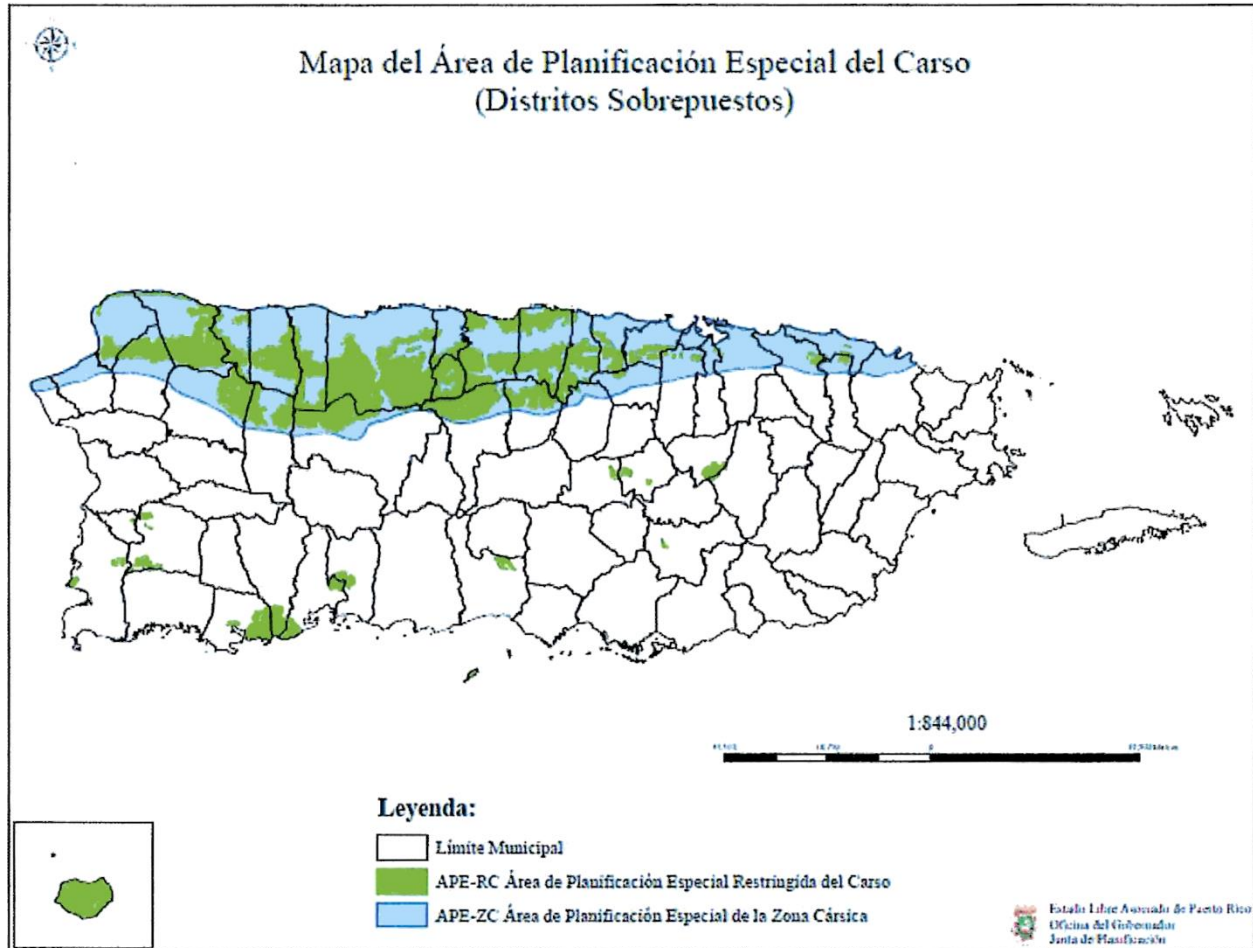 Mapa del Área de Planificación Especial del Carso
(Distritos Sobrepuestos)
1:844,000
0
Leyenda:
Límite Municipal
APE-RC Área de Planificación Especial Restringida del Carso
APE-ZC Área de Planificación Especial de la Zona Cársica
Estado Libre Asociado de Puerto Rico
Oficina del Gobernador
Junta de Planificación